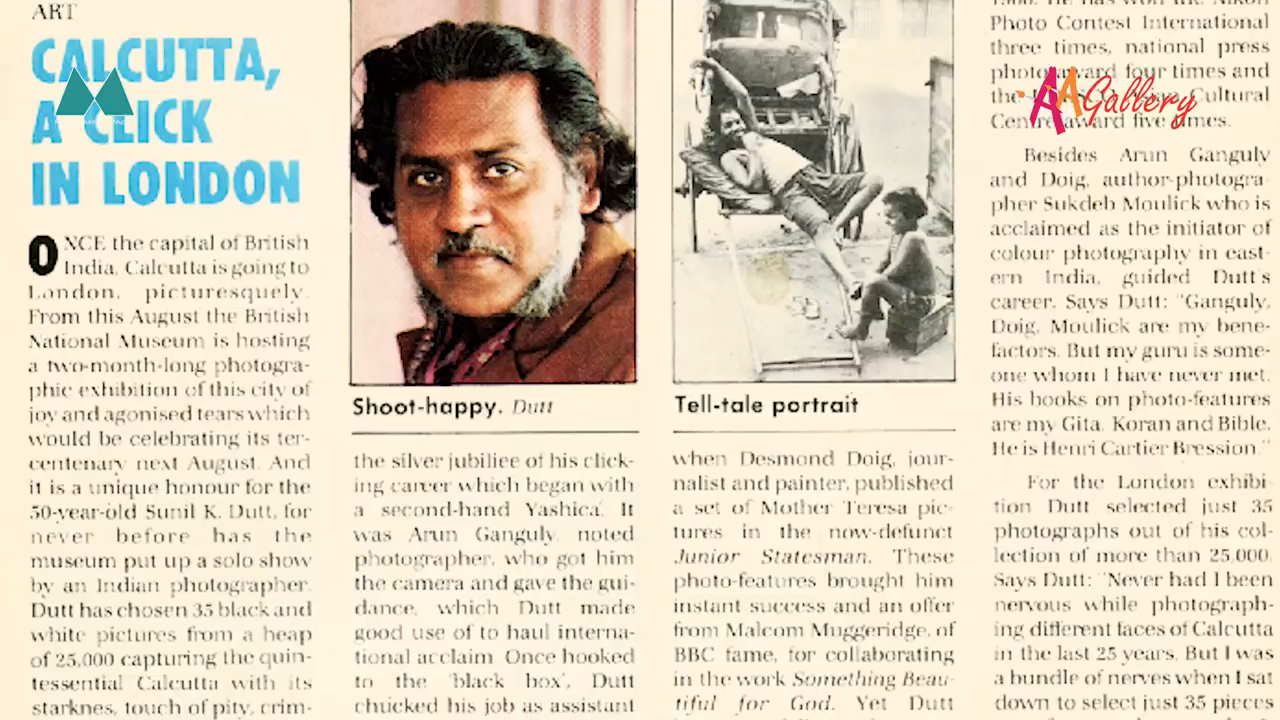 ART
CALCUTTA,
A CLICK
IN LONDON
ONCE the capital of British
India, Calcutta is going to
London, picturesquely.
From this August the British
National Museum is hosting
a two-month-long photogra-
phic exhibition of this city of
joy and agonised tears which
would be celebrating its ter-
centenary next August. And
it is a unique honour for the
50-year-old Sunil K. Dutt, for
never before has the
museum put up a solo show
by an Indian photographer.
Dutt has chosen 35 black and
white pictures from a heap
of 25,000 capturing the quin-
tessential Calcutta with its
starknes, touch of pity, crim-
Shoot-happy. Dutt
the silver jubiliee of his click-
ing career which began with
a second-hand Yashica. It
was Arun Ganguly, noted
photographer, who got him
the camera and gave the gui-
dance, which Dutt made
good use of to haul interna-
tional acclaim. Once hooked
to the 'black box', Dutt
chuicked his job as assistant
Tell-tale portrait
when Desmond Doig, jour-
nalist and painter, published
a set of Mother Teresa pic-
tures in the now-defunct
Junior Statesman. These
photo-features brought him
instant success and an offer
from Malcom Muggeridge, of
BBC fame, for collaborating
in the work Something Beau-
tiful for God. Yet Dutt
1986. He has won the Nikon
Photo Contest International
three times, national press
photo award four times and
the Cultural
Centre award five times.
AA Gallery
Besides Arun Ganguly
and Doig, author-photogra-
pher Sukdeb Moulick who is
acclaimed as the initiator of
colour photography in east-
ern India, guided Dutt's
career. Says Dutt: "Ganguly,
Doig, Moulick are my bene-
factors. But my guru is some-
one whom I have never met.
His books on photo-features
are my Gita, Koran and Bible.
He is Henri Cartier Bression."
For the London exhibi-
tion Dutt selected just 35
photographs out of his col-
lection of more than 25,000.
Says Dutt: "Never had I been
nervous while photograph-
ing different faces of Calcutta
in the last 25 years. But I was
a bundle of nerves when I sat
down to select just 35 pieces